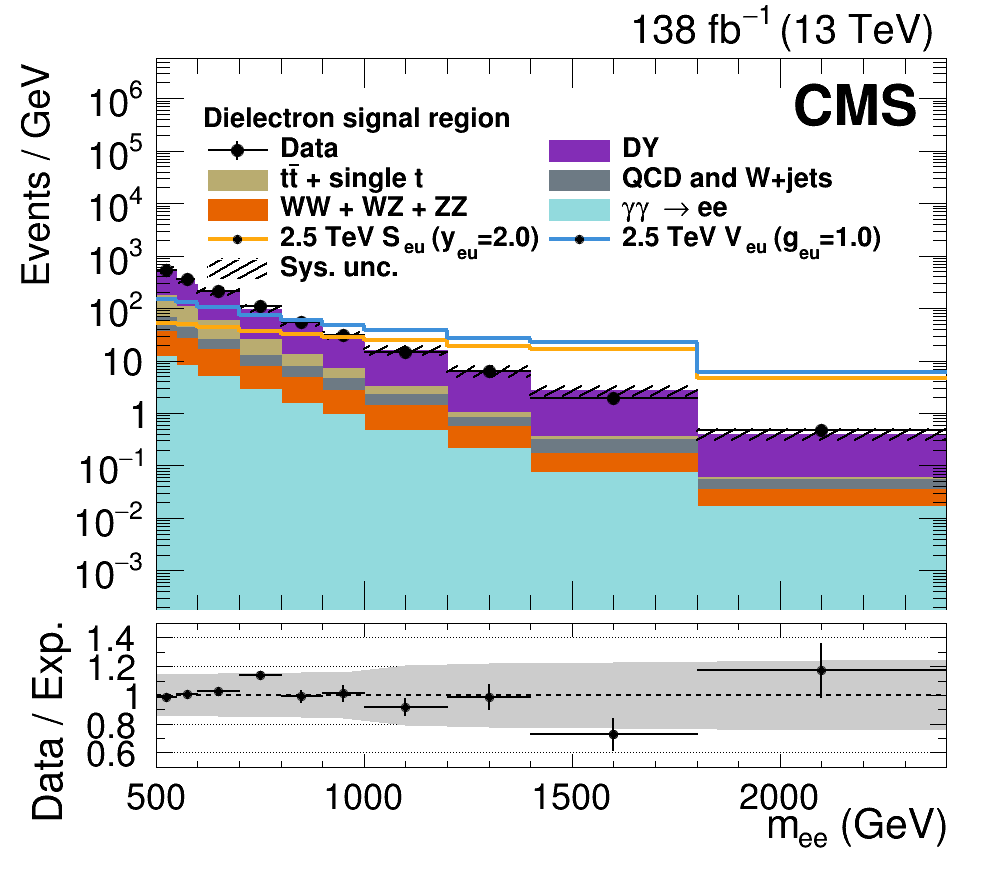 138 fb⁻¹ (13 TeV)
CMS
Events / GeV
10⁶
10⁵
10⁴
10³
10²
10
1
10⁻¹
10⁻²
10⁻³
Dielectron signal region
Data
DY
tt̄ + single t
QCD and W+jets
WW + WZ + ZZ
γγ → ee
2.5 TeV S_eu (y_eu=2.0)
2.5 TeV V_eu (g_eu=1.0)
Sys. unc.
Data / Exp.
1.4
1.2
1
0.8
0.6
500 1000 1500 2000
m_ee (GeV)